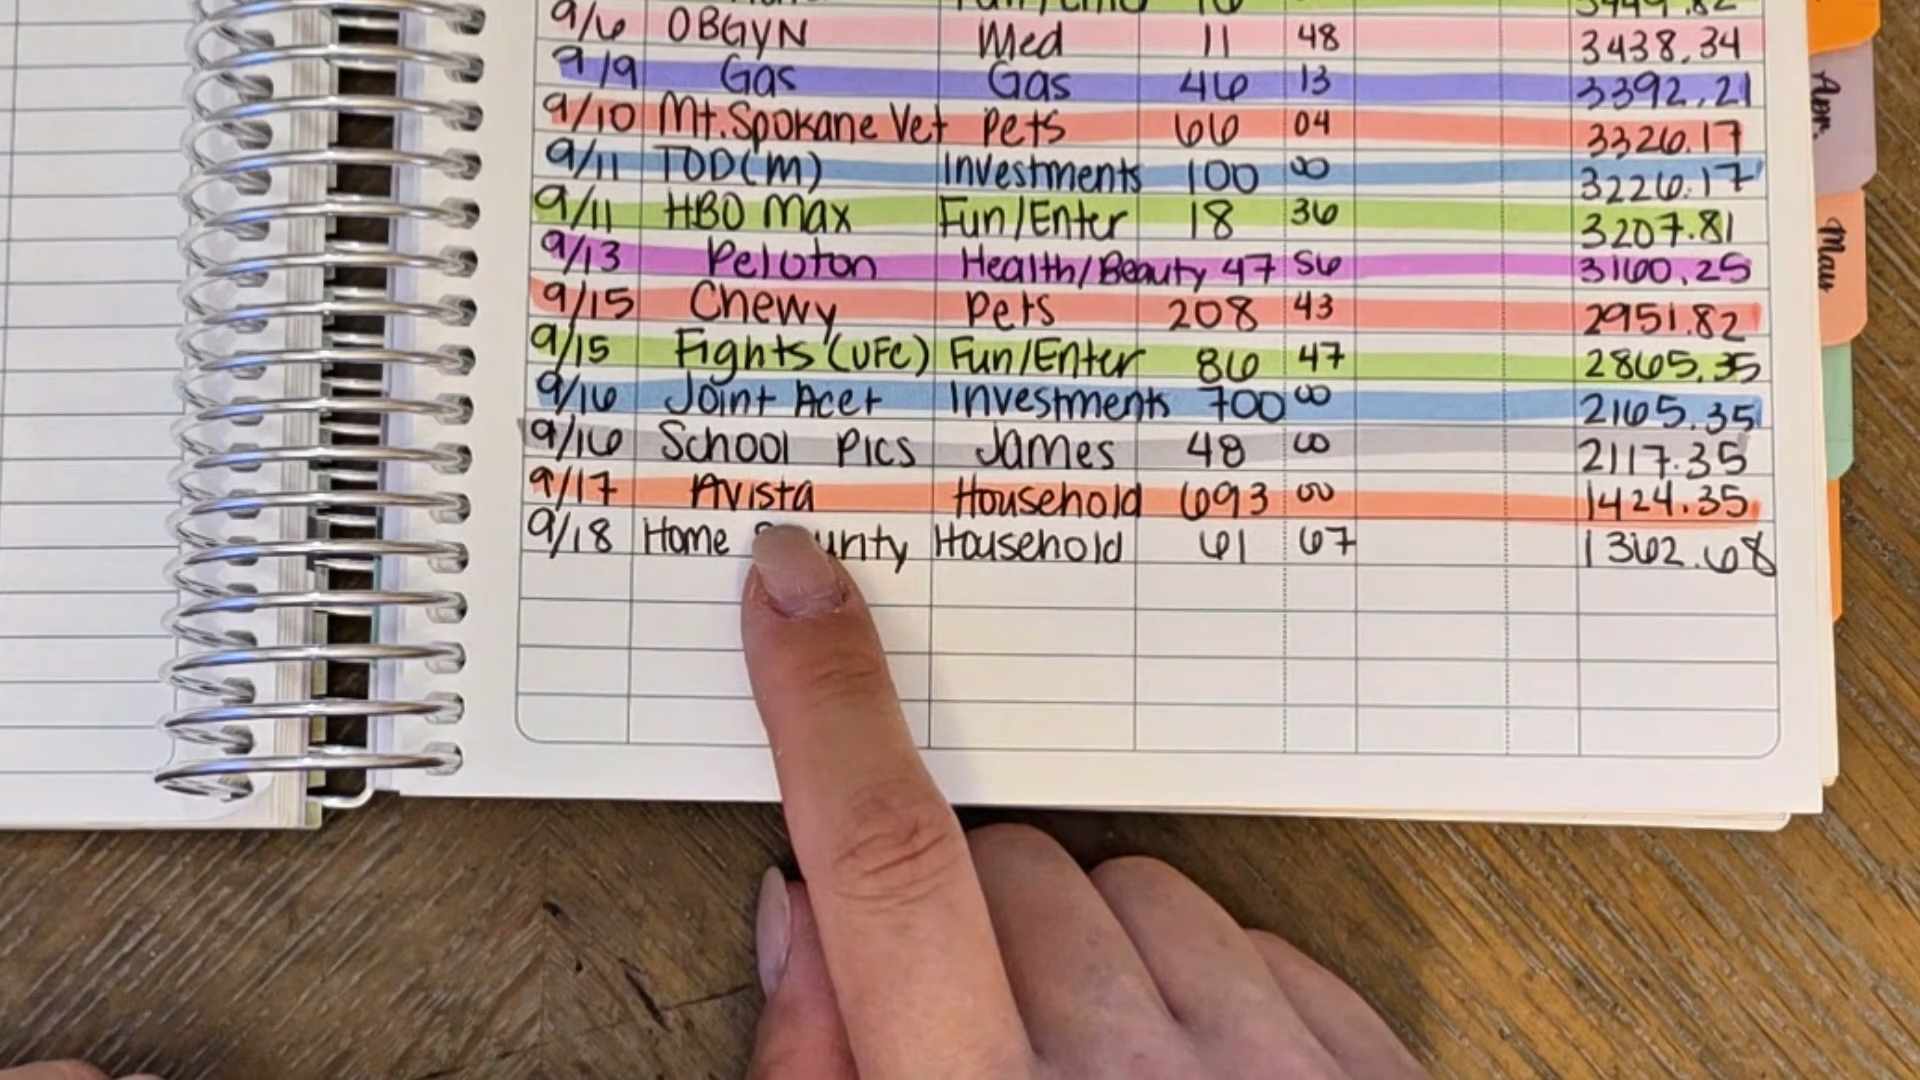 9/6 OBGYN Med 11 48 3438.34
9/9 Gas Gas 46 13 3392.21
9/10 Mt. Spokane Vet Pets 66 04 3326.17
9/11 TOD (M) Investments 100 00 3226.17
9/11 HBO Max Fun/Enter 18 36 3207.81
9/13 Peloton Health/Beauty 47 56 3160.25
9/15 Chewy Pets 208 43 2951.82
9/15 Fights (UFC) Fun/Enter 86 47 2865.35
9/16 Joint Acct Investments 700 00 2165.35
9/16 School Pics James 48 00 2117.35
9/17 Avista Household 693 00 1424.35
9/18 Home Household 61 67 1362.68
Apr.
May